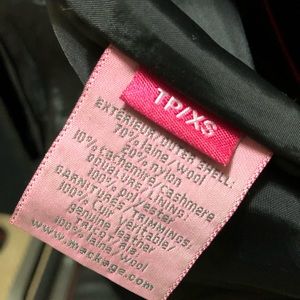 TP/XS
EXTERIEUR/OUTER SHELL:
70% laine/wool
20% nylon
10% cachemire/cashmere
DOUBLURE/LINING:
100% polyester
GARNITURES/TRIMMINGS:
100% cuir véritable/
genuine leather/
100% laine/wool
www.mackage.com